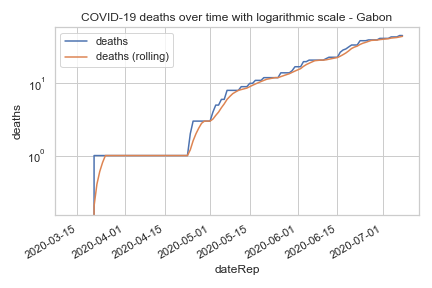 COVID-19 deaths over time with logarithmic scale - Gabon
deaths
deaths (rolling)
10¹
10⁰
deaths
2020-03-15
2020-04-01
2020-04-15
2020-05-01
2020-05-15
2020-06-01
2020-06-15
2020-07-01
dateRep